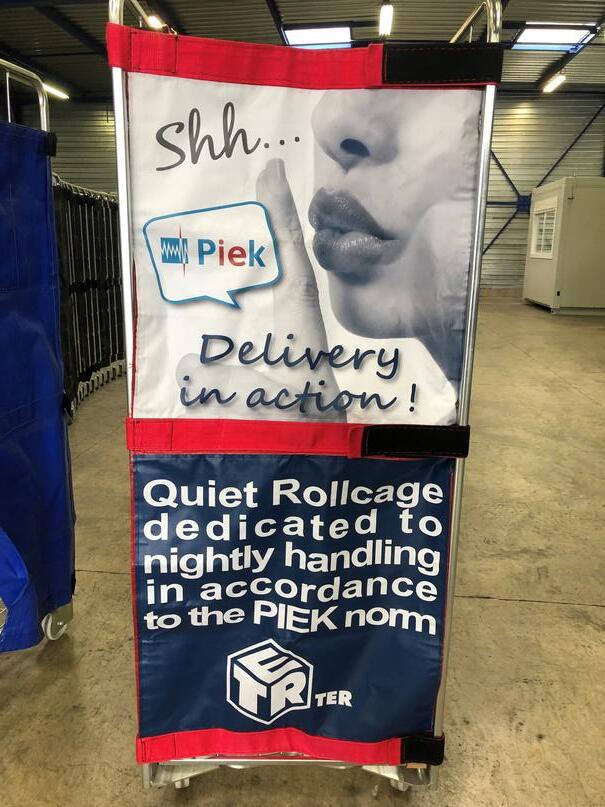 Shh...
Piek
Delivery
in action !
Quiet Rollcage
dedicated to
nightly handling
in accordance
to the PIEK norm
TER
TER